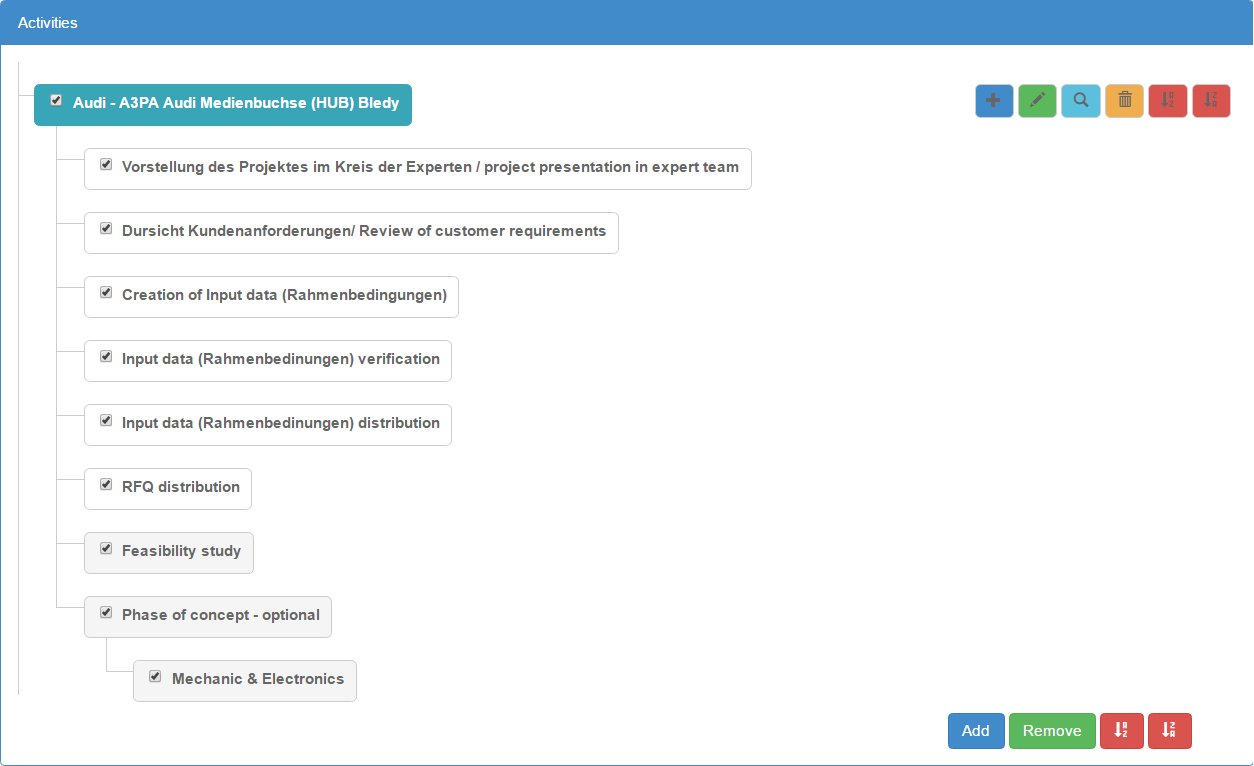 Activities
Audi - A3PA Audi Medienbuchse (HUB) Bledy
Vorstellung des Projektes im Kreis der Experten / project presentation in expert team
Dursicht Kundenanforderungen/ Review of customer requirements
Creation of Input data (Rahmenbedingungen)
Input data (Rahmenbedinungen) verification
Input data (Rahmenbedinungen) distribution
RFQ distribution
Feasibility study
Phase of concept - optional
Mechanic & Electronics
Add Remove